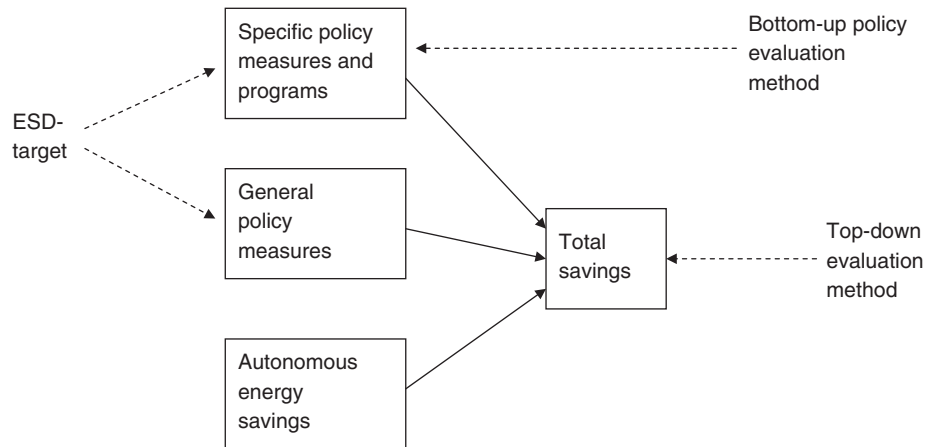 Specific policy
measures and
programs
Bottom-up policy
evaluation
method
ESD-
target
General
policy
measures
Total
savings
Top-down
evaluation
method
Autonomous
energy
savings